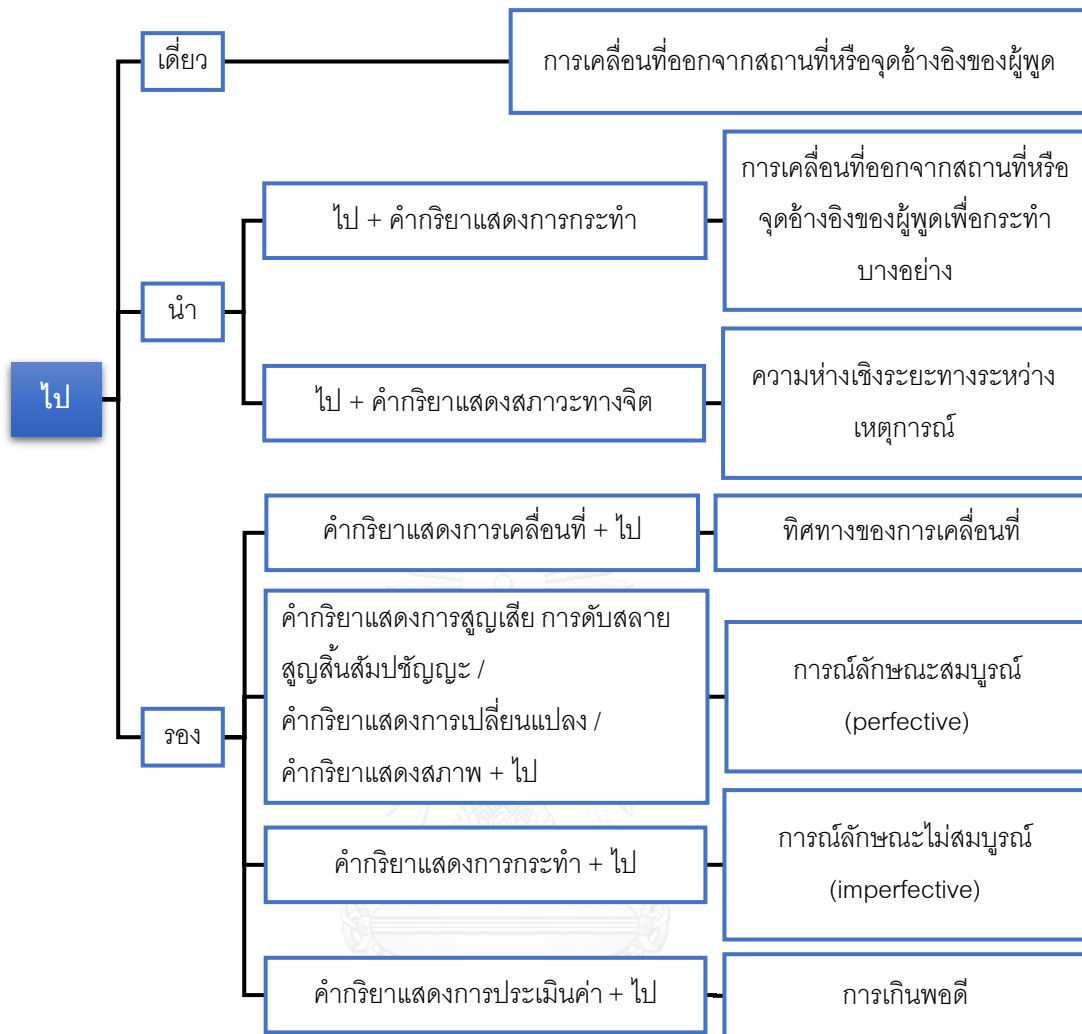 เดี่ยว
การเคลื่อนที่ออกจากสถานที่หรือจุดอ้างอิงของผู้พูด
ไป + คำกริยาแสดงการกระทำ
การเคลื่อนที่ออกจากสถานที่หรือ
จุดอ้างอิงของผู้พูดเพื่อกระทำ
บางอย่าง
นำ
ไป
ไป + คำกริยาแสดงสภาวะทางจิต
ความห่างเชิงระยะทางระหว่าง
เหตุการณ์
คำกริยาแสดงการเคลื่อนที่ + ไป
ทิศทางของการเคลื่อนที่
คำกริยาแสดงการสูญเสีย การดับสลาย
สูญสิ้นสัมปชัญญะ /
คำกริยาแสดงการเปลี่ยนแปลง /
คำกริยาแสดงสภาพ + ไป
การณ์ลักษณะสมบูรณ์
(perfective)
รอง
คำกริยาแสดงการกระทำ + ไป
การณ์ลักษณะไม่สมบูรณ์
(imperfective)
คำกริยาแสดงการประเมินค่า + ไป
การเกินพอดี